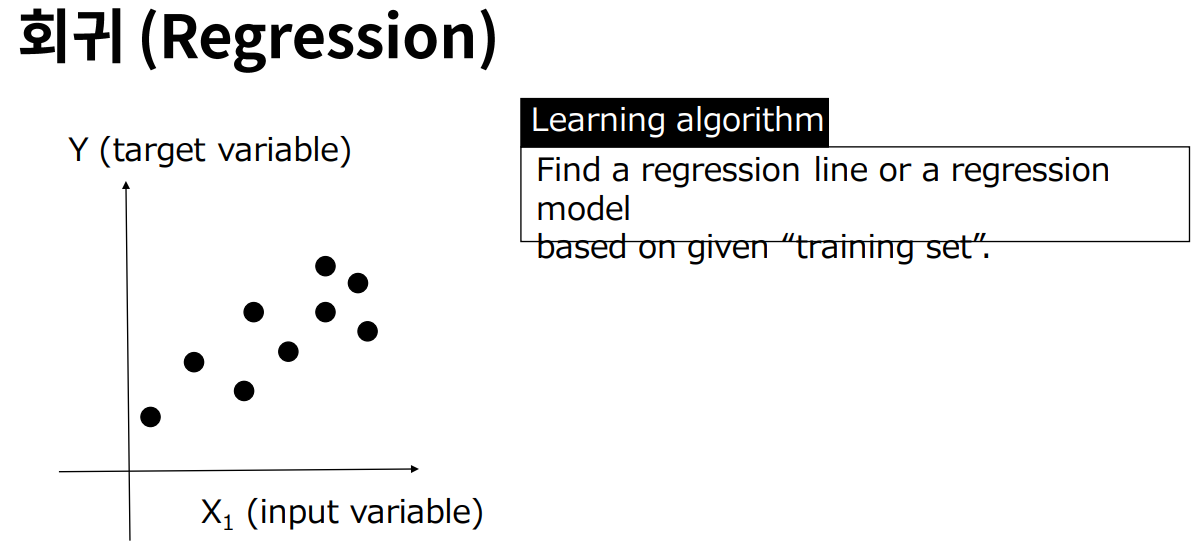 회귀 (Regression)
Learning algorithm
Find a regression line or a regression
model
based on given “training set”.
Y (target variable)
X₁ (input variable)